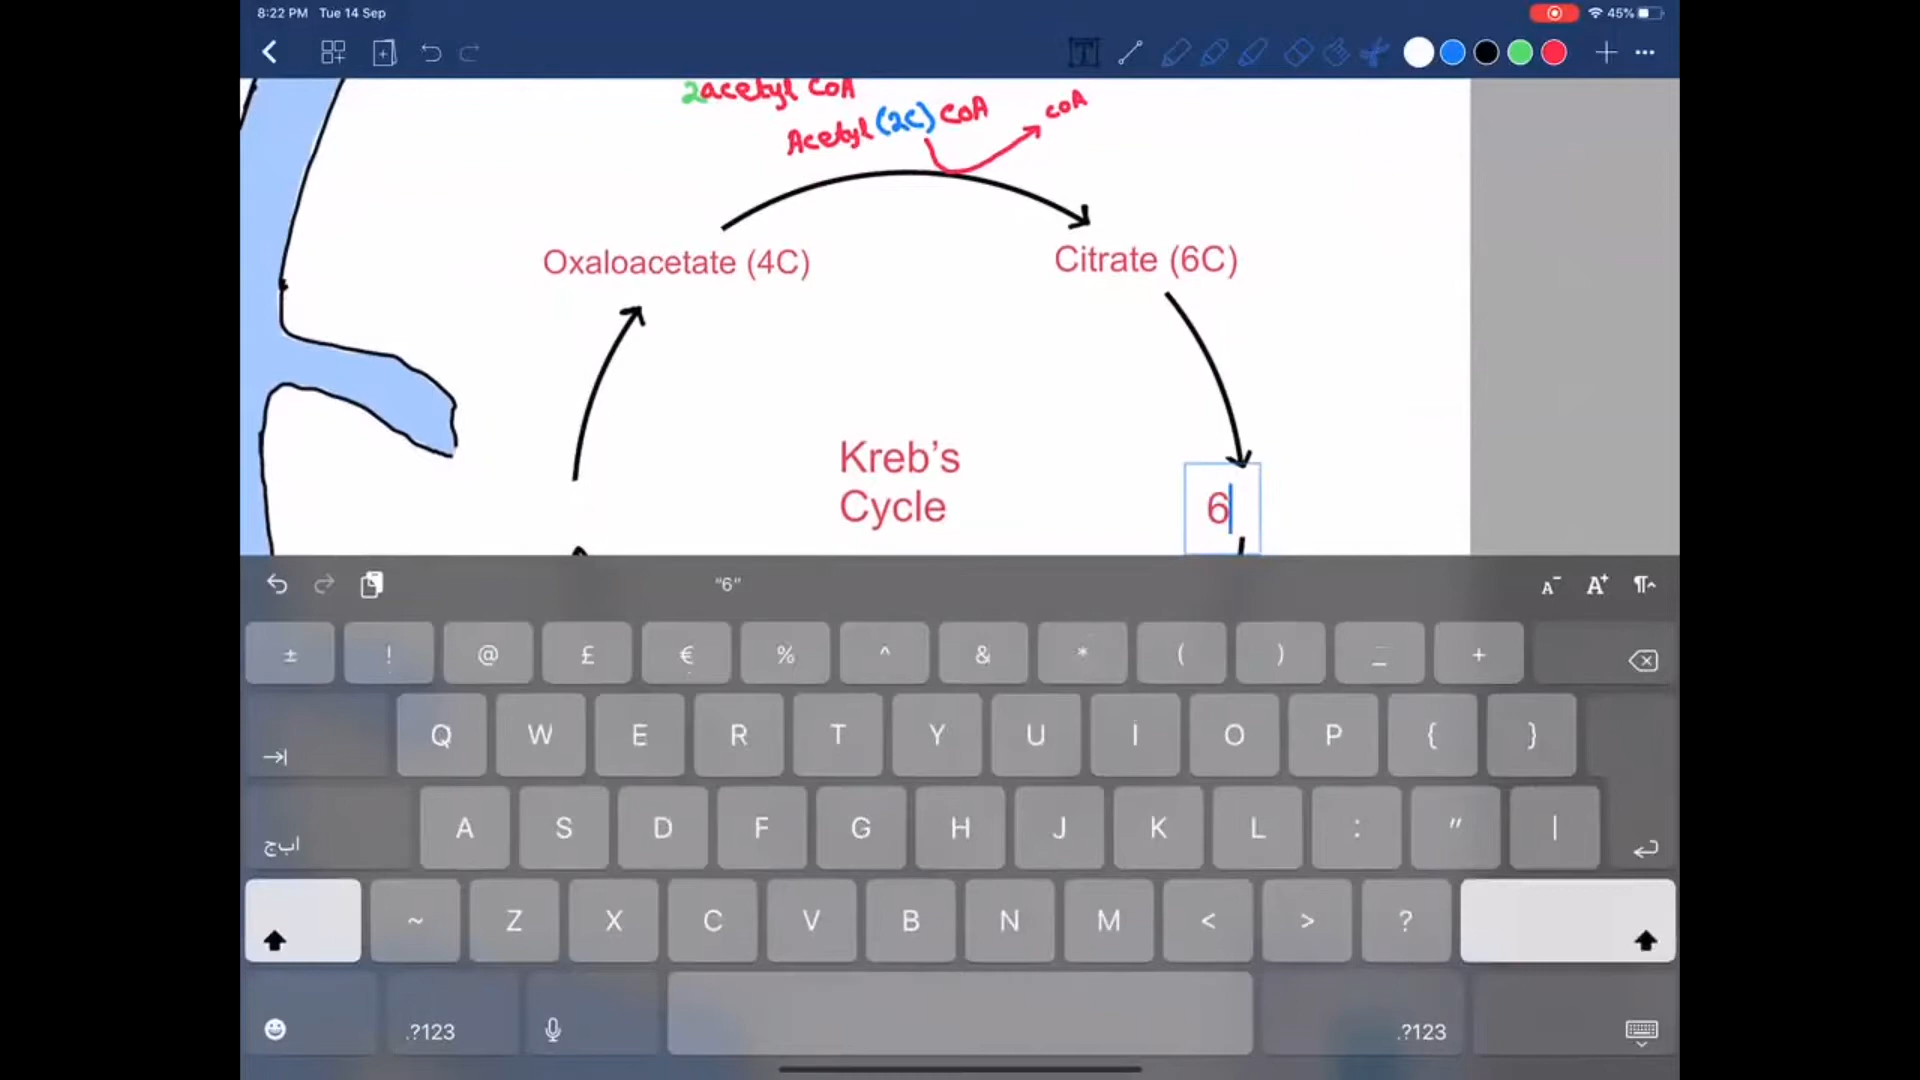 8:22 PM Tue 14 Sep
45%
T
2acetyl CoA
Acetyl (2C) CoA
CoA
Oxaloacetate (4C)
Citrate (6C)
Kreb's
Cycle
6
"6"
A- A+ ¶^
± ! @ £ € % ^ & * ( ) _ +
Q W E R T Y U I O P { }
ابج
A S D F G H J K L : " |
~ Z X C V B N M < > ?
.?123
.?123